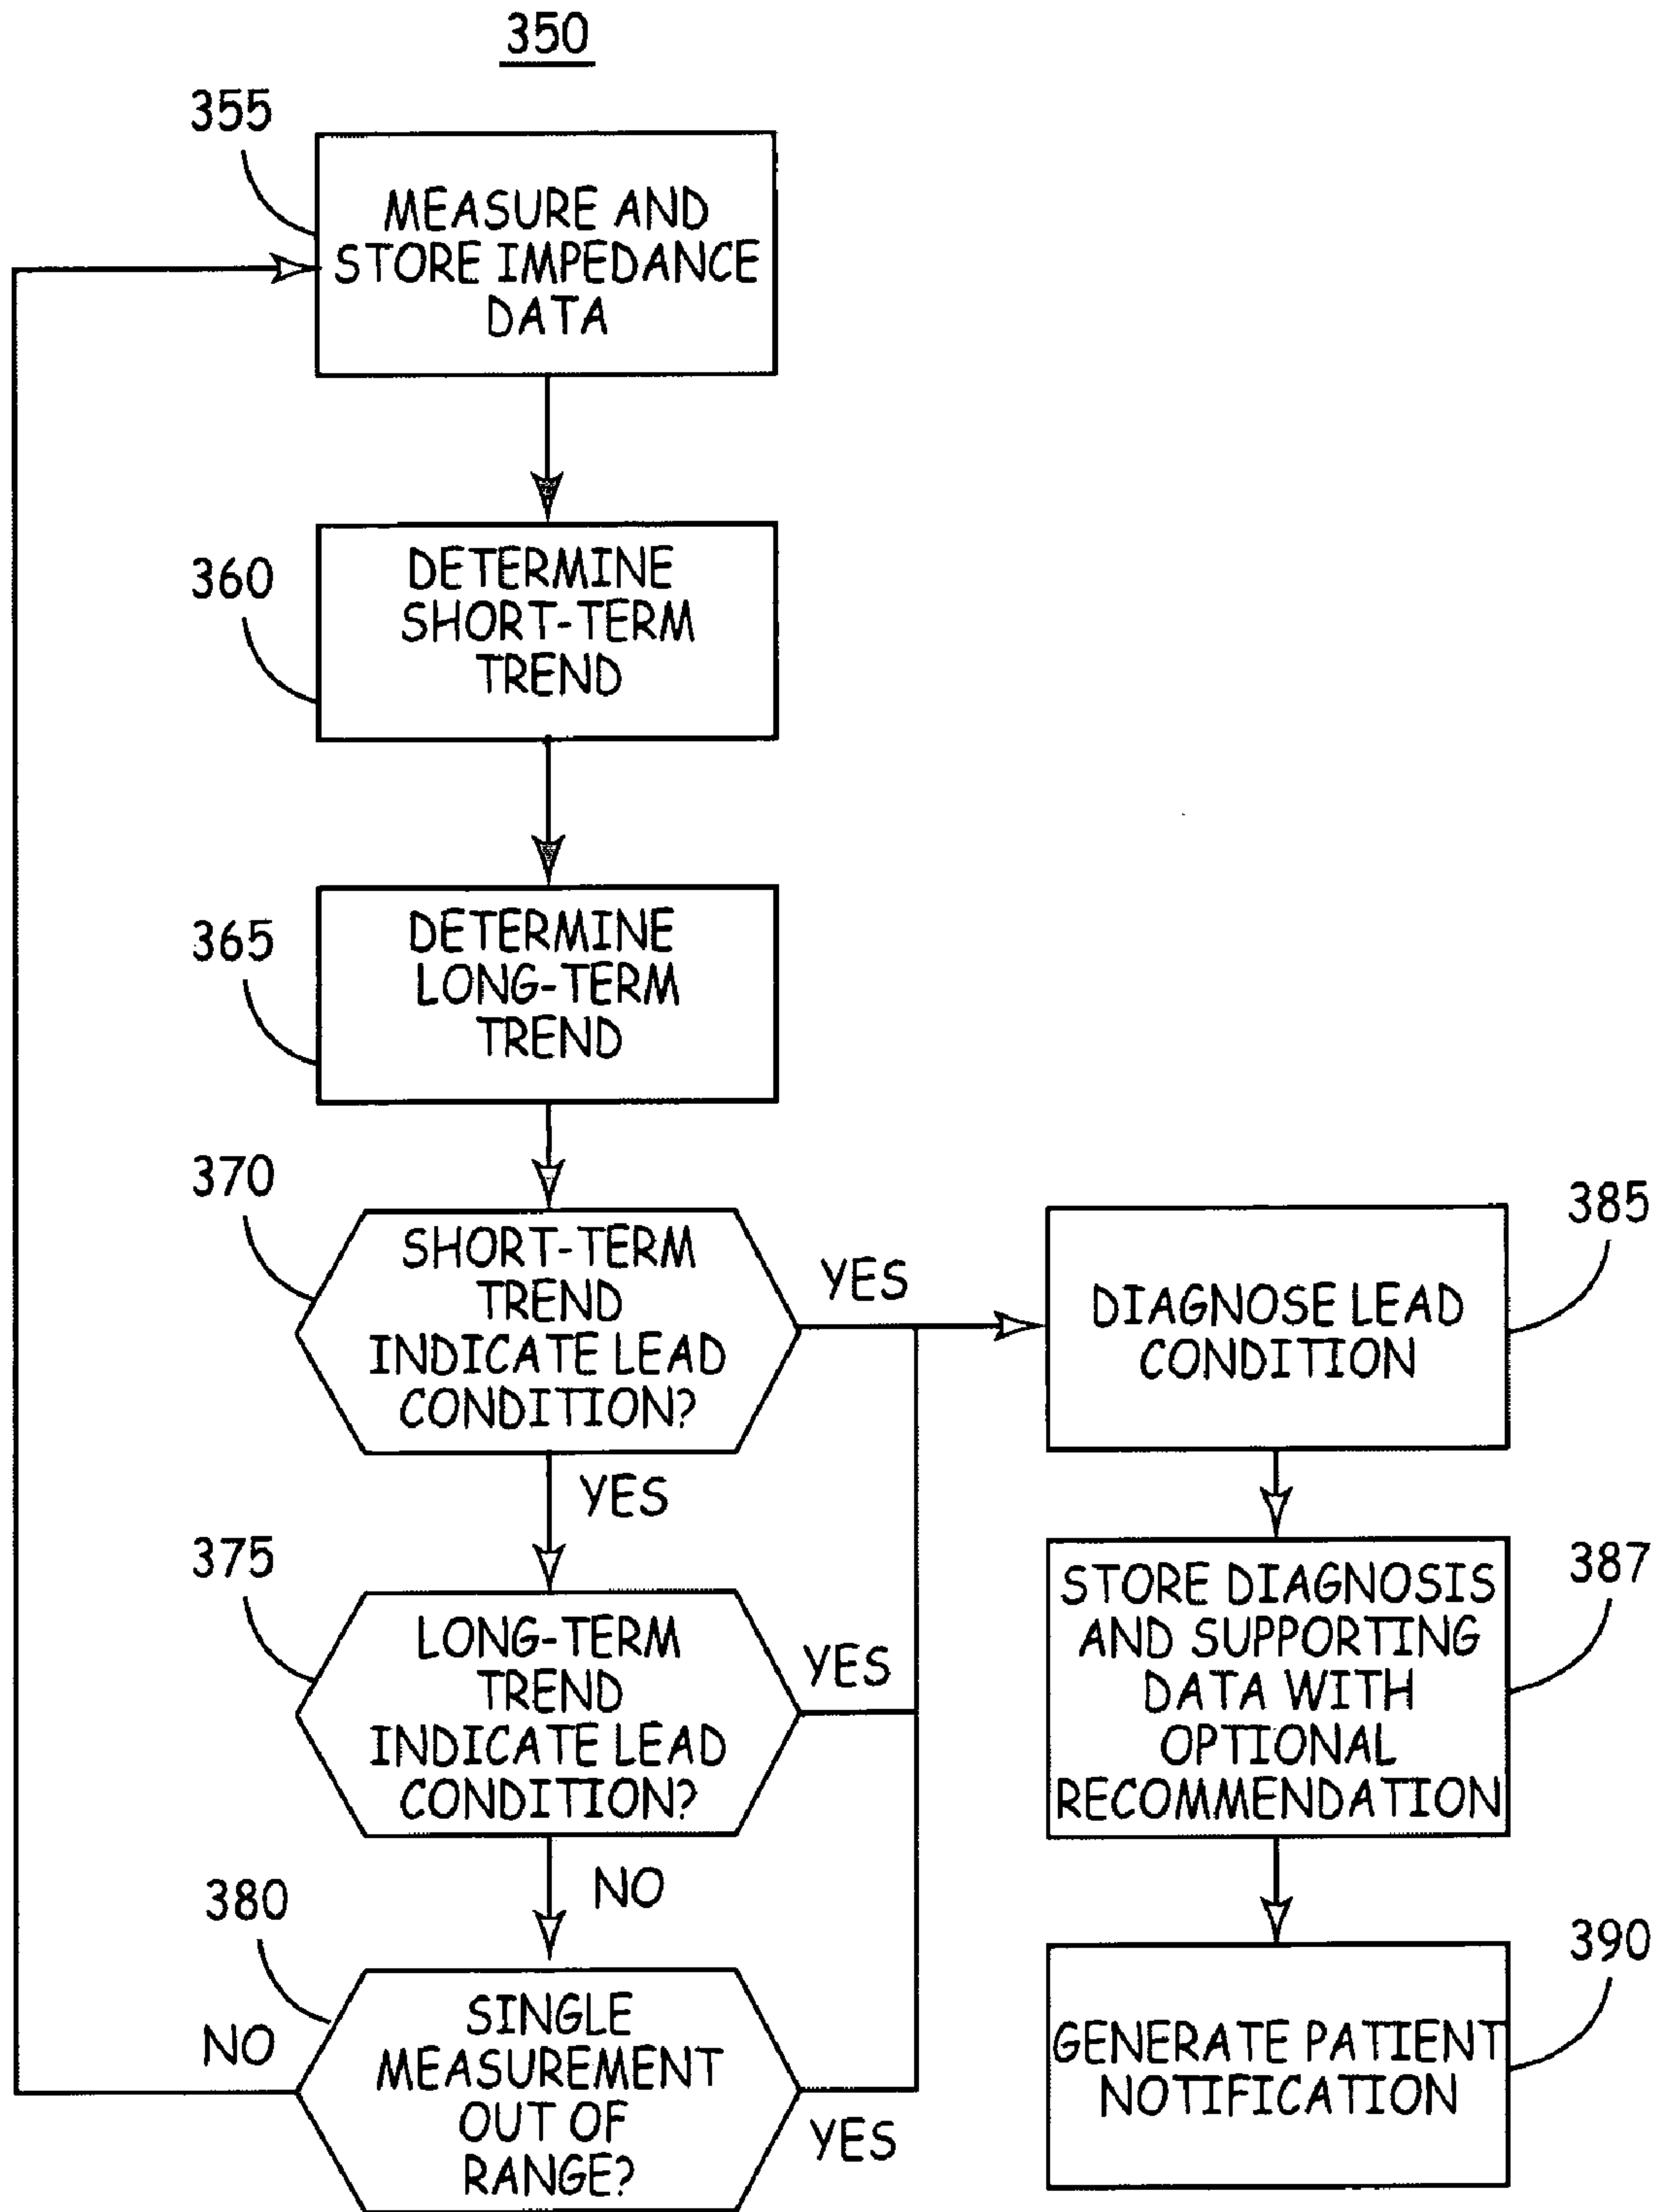 350
355
MEASURE AND
STORE IMPEDANCE
DATA
360
DETERMINE
SHORT-TERM
TREND
365
DETERMINE
LONG-TERM
TREND
370
SHORT-TERM
TREND
INDICATE LEAD
CONDITION?
YES
YES
375
LONG-TERM
TREND
INDICATE LEAD
CONDITION?
YES
NO
380
SINGLE
MEASUREMENT
OUT OF
RANGE?
NO
YES
385
DIAGNOSE LEAD
CONDITION
387
STORE DIAGNOSIS
AND SUPPORTING
DATA WITH
OPTIONAL
RECOMMENDATION
390
GENERATE PATIENT
NOTIFICATION